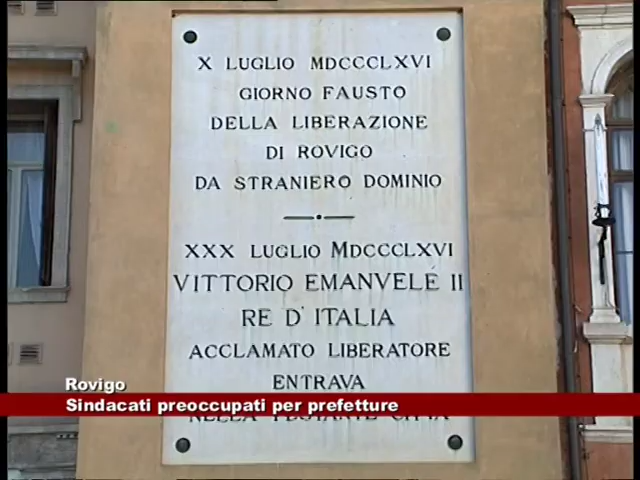 X LUGLIO MDCCCLXVI
GIORNO FAUSTO
DELLA LIBERAZIONE
DI ROVIGO
DA STRANIERO DOMINIO
XXX LUGLIO MDCCCLXVI
VITTORIO EMANVELE II
RE D'ITALIA
ACCLAMATO LIBERATORE
ENTRAVA
Rovigo
Sindacati preoccupati per prefetture
NELLA